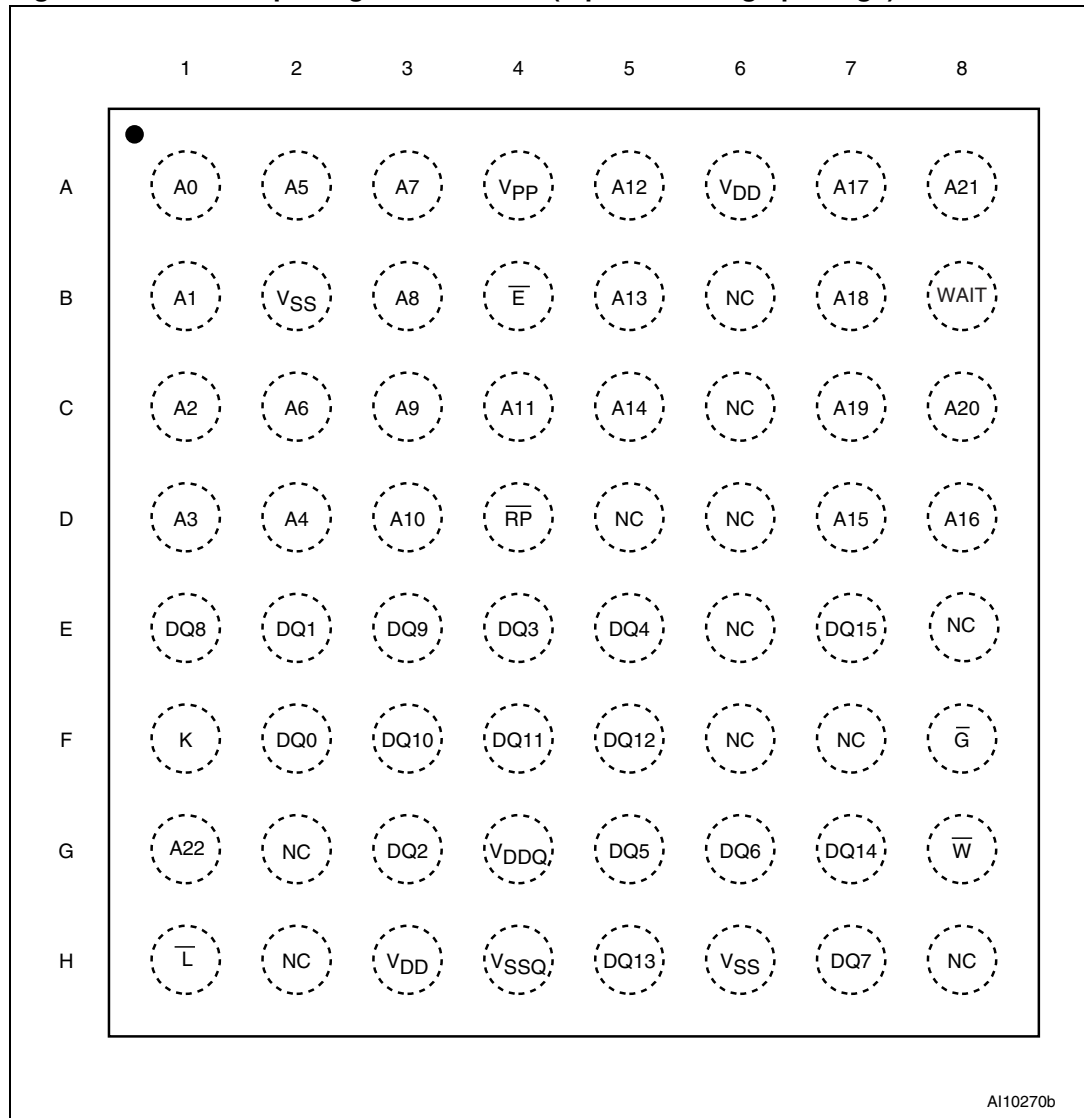 1 2 3 4 5 6 7 8
A A0 A5 A7 VPP A12 VDD A17 A21
B A1 VSS A8 E̅ A13 NC A18 WAIT
C A2 A6 A9 A11 A14 NC A19 A20
D A3 A4 A10 R̅P̅ NC NC A15 A16
E DQ8 DQ1 DQ9 DQ3 DQ4 NC DQ15 NC
F K DQ0 DQ10 DQ11 DQ12 NC NC G̅
G A22 NC DQ2 VDDQ DQ5 DQ6 DQ14 W̅
H L̅ NC VDD VSSQ DQ13 VSS DQ7 NC
AI10270b